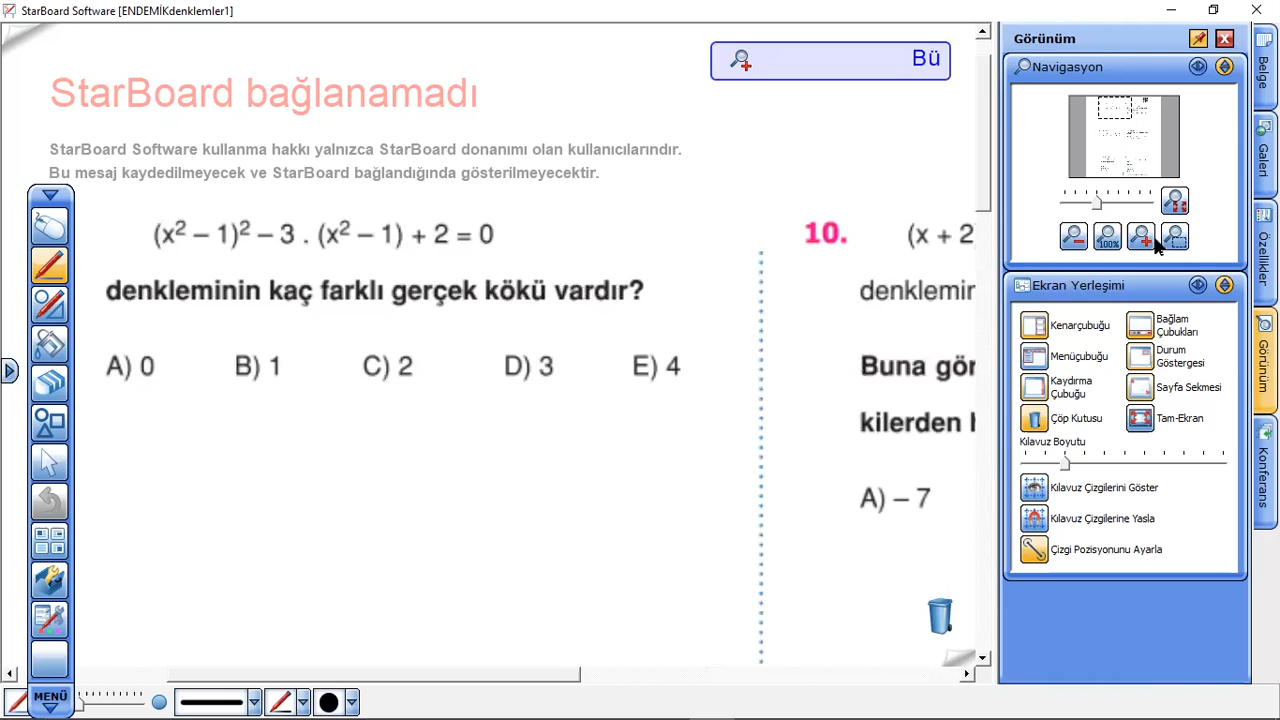 StarBoard Software [ENDEMİKdenklemler1]
Bü
StarBoard bağlanamadı
StarBoard Software kullanma hakkı yalnızca StarBoard donanımı olan kullanıcılarındır.
Bu mesaj kaydedilmeyecek ve StarBoard bağlandığında gösterilmeyecektir.
(x² – 1)² – 3 . (x² – 1) + 2 = 0
denkleminin kaç farklı gerçek kökü vardır?
A) 0 B) 1 C) 2 D) 3 E) 4
10. (x + 2
denklemin
Buna gör
kilerden h
A) – 7
MENÜ
Görünüm
Navigasyon
100%
Ekran Yerleşimi
Kenarçubuğu
Bağlam Çubukları
Menüçubuğu
Durum Göstergesi
Kaydırma Çubuğu
Sayfa Sekmesi
Çöp Kutusu
Tam-Ekran
Kılavuz Boyutu
Kılavuz Çizgilerini Göster
Kılavuz Çizgilerine Yasla
Çizgi Pozisyonunu Ayarla
Belge
Galeri
Özellikler
Görünüm
Konferans